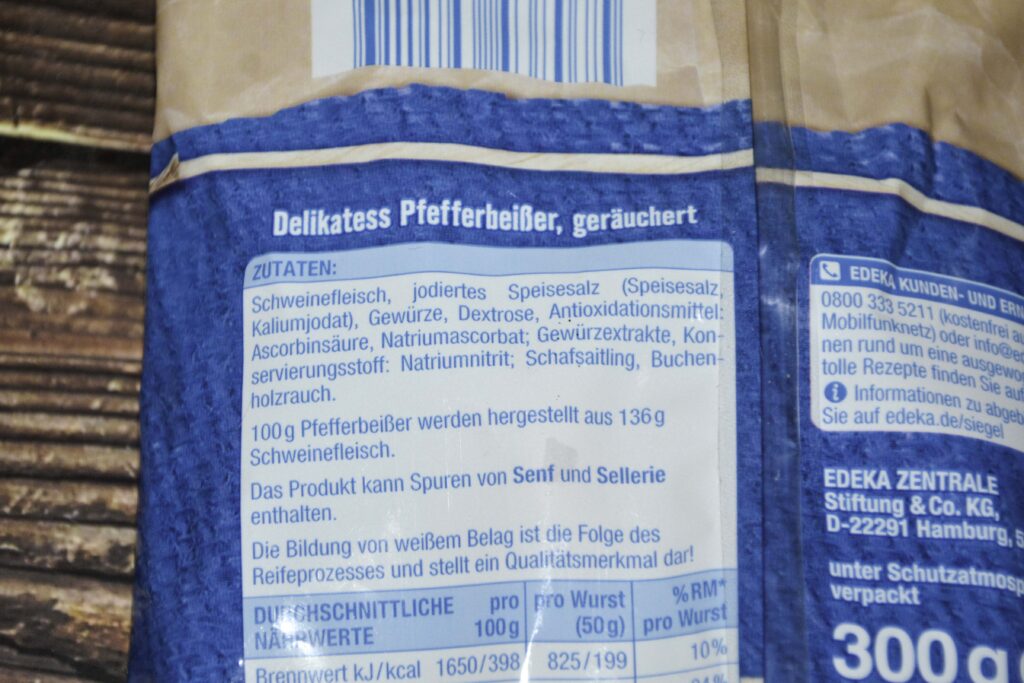 Delikatess Pfefferbeißer, geräuchert
ZUTATEN:
Schweinefleisch, jodiertes Speisesalz (Speisesalz,
Kaliumjodat), Gewürze, Dextrose, Antioxidationsmittel:
Ascorbinsäure, Natriumascorbat; Gewürzextrakte, Kon-
servierungsstoff: Natriumnitrit; Schafsaitling, Buchen-
holzrauch.
100g Pfefferbeißer werden hergestellt aus 136g
Schweinefleisch.
Das Produkt kann Spuren von Senf und Sellerie
enthalten.
Die Bildung von weißem Belag ist die Folge des
Reifeprozesses und stellt ein Qualitätsmerkmal dar!
DURCHSCHNITTLICHE NÄHRWERTE
pro 100g
pro Wurst (50g)
%RM* pro Wurst
Brennwert kJ/kcal 1650/398 825/199 10%
EDEKA KUNDEN- UND
0800 333 5211 (kostenfrei
Mobilfunknetz) oder
nen rund um eine
tolle Rezepte finden Sie
Informationen zu
Sie auf edeka.de/siegel
EDEKA ZENTRALE
Stiftung & Co. KG,
D-22291 Hamburg,
unter
verpackt
300 g